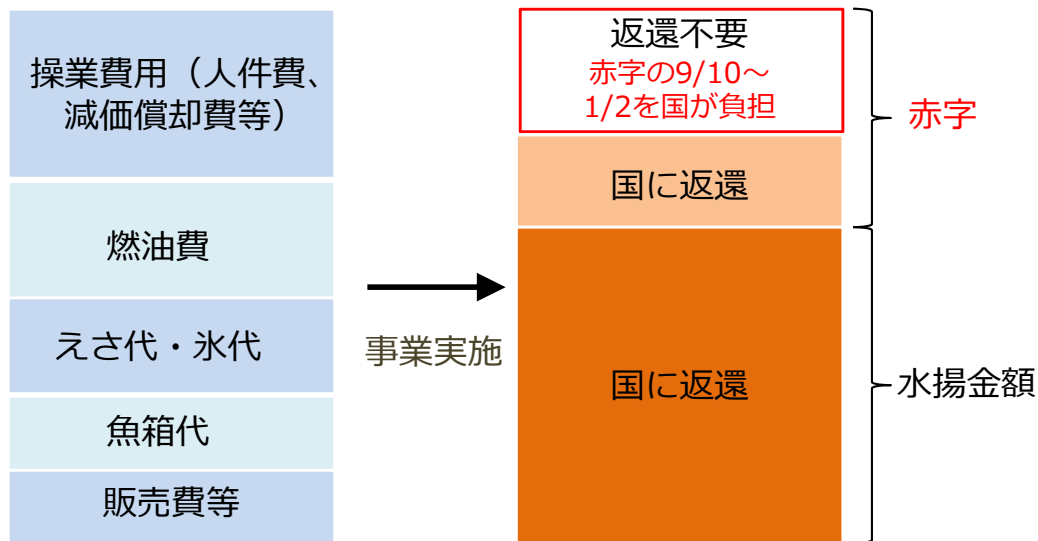 操業費用（人件費、
減価償却費等）
燃油費
えさ代・氷代
魚箱代
販売費等
事業実施
返還不要
赤字の9/10～
1/2を国が負担
国に返還
国に返還
赤字
水揚金額